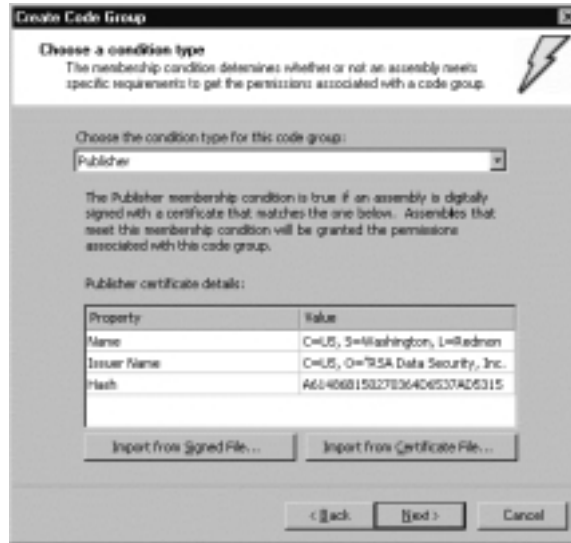 Create Code Group
Choose a condition type
The membership condition determines whether or not an assembly meets
specific requirements to get the permissions associated with a code group.
Choose the condition type for this code group:
Publisher
The Publisher membership condition is true if an assembly is digitally
signed with a certificate that matches the one below. Assemblies that
meet this membership condition will be granted the permissions
associated with this code group.
Publisher certificate details:
Property Value
Name C=US, S=Washington, L=Redmon
Issuer Name C=US, O="RSA Data Security, Inc.
Hash
Import from Signed File... Import from Certificate File...
< Back Next > Cancel